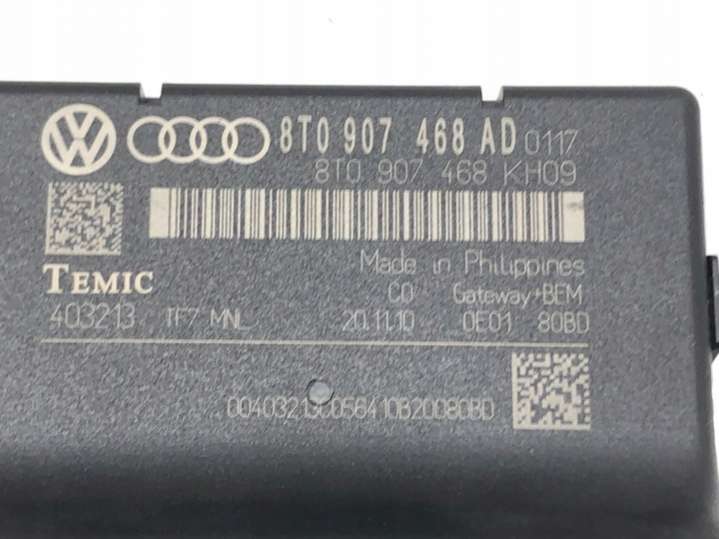 8T0 907 468 AD 0117
8T0 907 468 KH09
Made in Philippines
TEMIC
C0 Gateway+BEM
403213 TF7 MNL 20.11.10 0E01 80BD